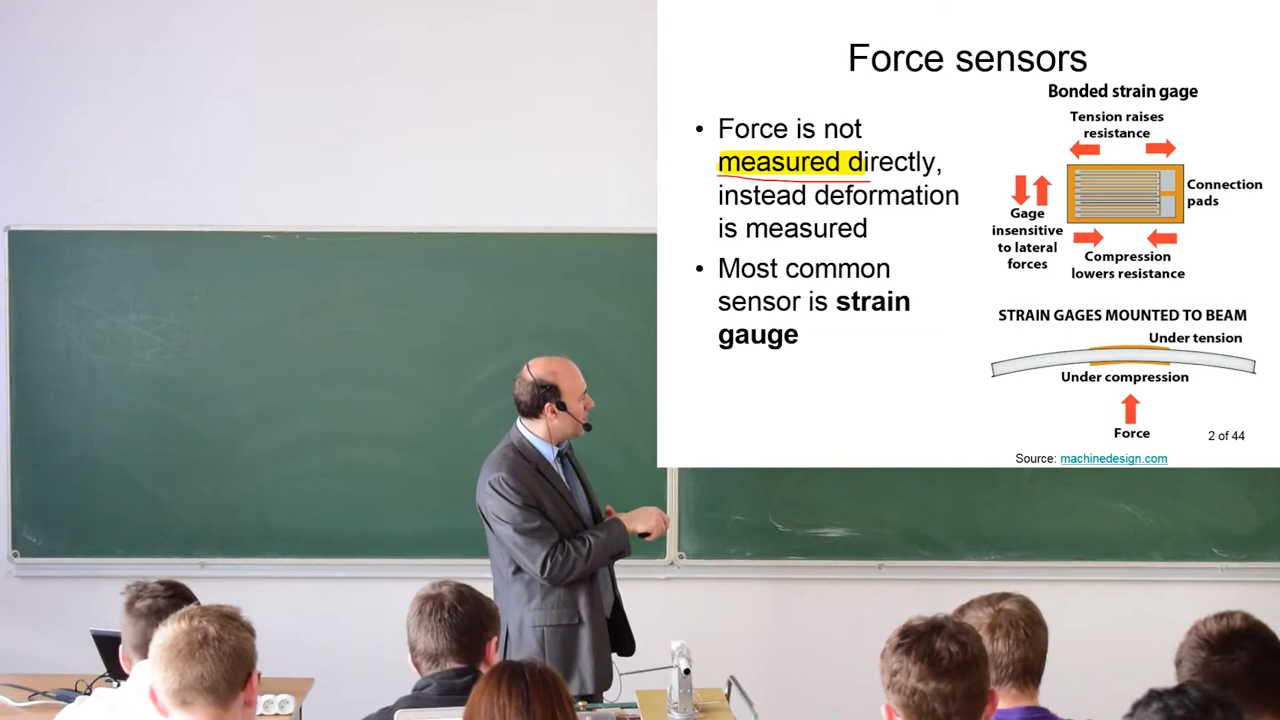 Force sensors
• Force is not
measured directly,
instead deformation
is measured
• Most common
sensor is strain
gauge
Bonded strain gage
Tension raises
resistance
Connection
pads
Gage
insensitive
to lateral
forces
Compression
lowers resistance
STRAIN GAGES MOUNTED TO BEAM
Under tension
Under compression
Force
2 of 44
Source: machinedesign.com